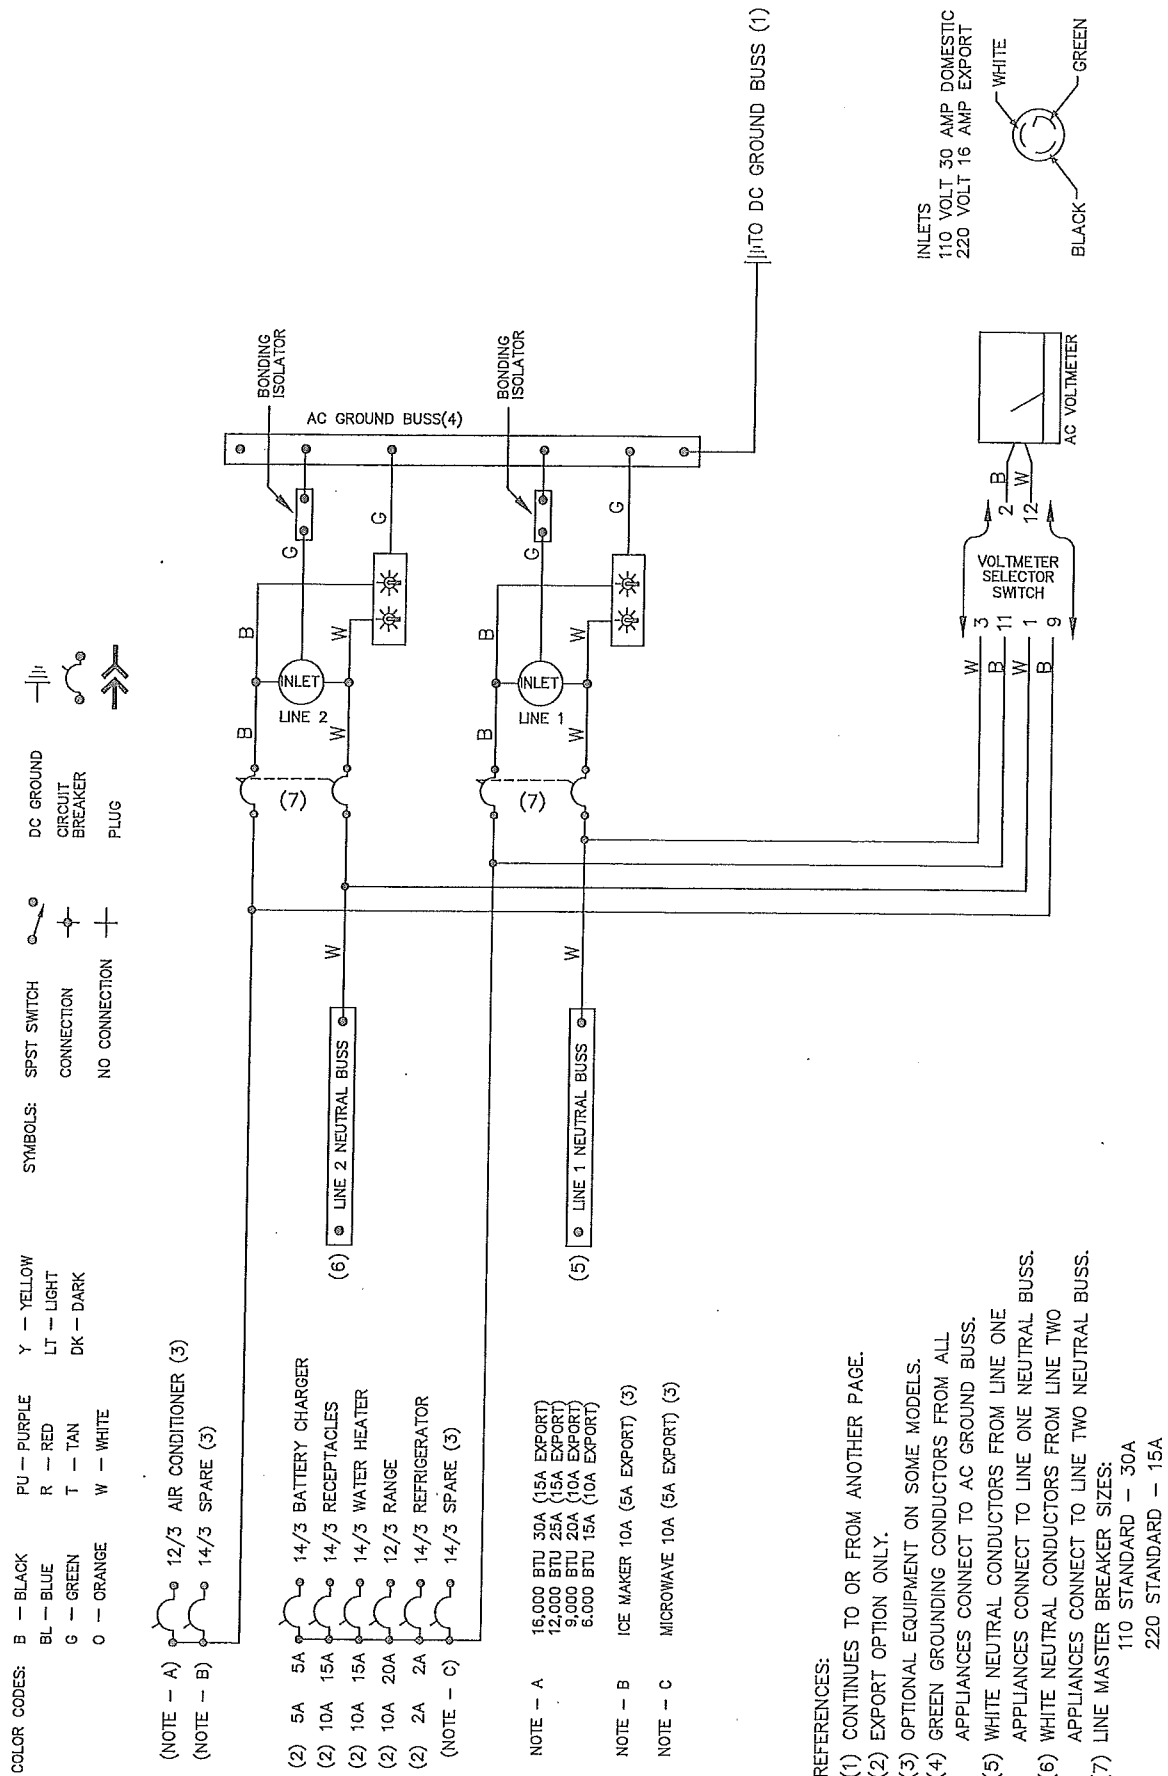 COLOR CODES:
B – BLACK
BL – BLUE
G – GREEN
O – ORANGE
PU – PURPLE
R – RED
T – TAN
W – WHITE
Y – YELLOW
LT – LIGHT
DK – DARK
SYMBOLS:
SPST SWITCH
CONNECTION
NO CONNECTION
DC GROUND
CIRCUIT
BREAKER
PLUG
(NOTE – A) 12/3 AIR CONDITIONER (3)
(NOTE – B) 14/3 SPARE (3)
(2) 5A 5A 14/3 BATTERY CHARGER
(2) 10A 15A 14/3 RECEPTACLES
(2) 10A 15A 14/3 WATER HEATER
(2) 10A 20A 12/3 RANGE
(2) 2A 2A 14/3 REFRIGERATOR
(NOTE – C) 14/3 SPARE (3)
NOTE – A
16,000 BTU 30A (15A EXPORT)
12,000 BTU 25A (15A EXPORT)
9,000 BTU 20A (10A EXPORT)
6.000 BTU 15A (10A EXPORT)
NOTE – B ICE MAKER 10A (5A EXPORT) (3)
NOTE – C MICROWAVE 10A (5A EXPORT) (3)
(6) LINE 2 NEUTRAL BUSS
W
(5) LINE 1 NEUTRAL BUSS
W
(7)
B
W
INLET
LINE 2
B
W
G
G
BONDING
ISOLATOR
AC GROUND BUSS(4)
(7)
B
W
INLET
LINE 1
B
W
G
G
BONDING
ISOLATOR
TO DC GROUND BUSS (1)
W 3
B 11
W 1
B 9
VOLTMETER
SELECTOR
SWITCH
2 B
12 W
AC VOLTMETER
INLETS
110 VOLT 30 AMP DOMESTIC
220 VOLT 16 AMP EXPORT
WHITE
BLACK
GREEN
REFERENCES:
(1) CONTINUES TO OR FROM ANOTHER PAGE.
(2) EXPORT OPTION ONLY.
(3) OPTIONAL EQUIPMENT ON SOME MODELS.
(4) GREEN GROUNDING CONDUCTORS FROM ALL
APPLIANCES CONNECT TO AC GROUND BUSS.
(5) WHITE NEUTRAL CONDUCTORS FROM LINE ONE
APPLIANCES CONNECT TO LINE ONE NEUTRAL BUSS.
(6) WHITE NEUTRAL CONDUCTORS FROM LINE TWO
APPLIANCES CONNECT TO LINE TWO NEUTRAL BUSS.
(7) LINE MASTER BREAKER SIZES:
110 STANDARD – 30A
220 STANDARD – 15A